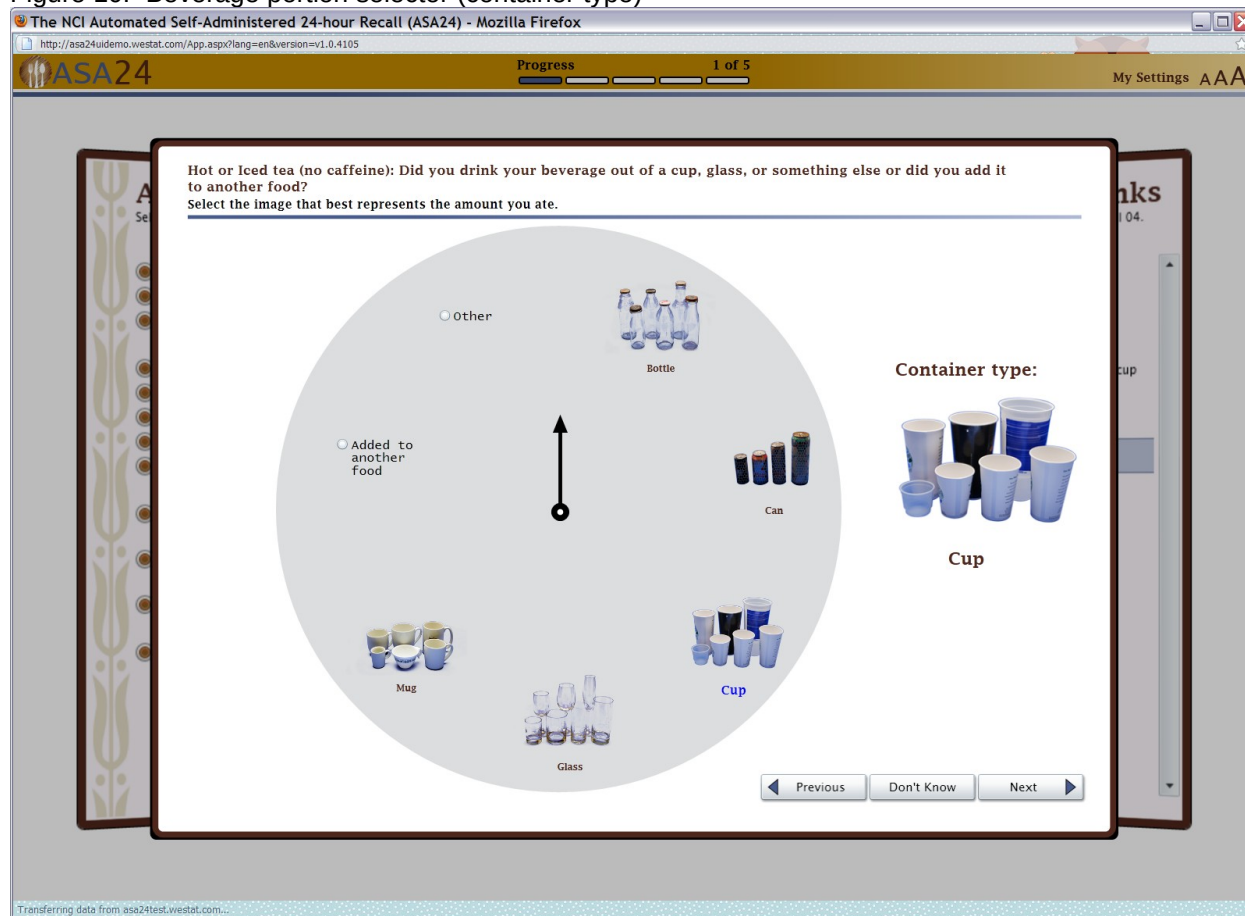 Figure 20. Beverage portion selector (container type)
The NCI Automated Self-Administered 24-hour Recall (ASA24) - Mozilla Firefox
http://asa24uidemo.westat.com/App.aspx?lang=en&version=v1.0.4105
ASA24
Progress 1 of 5
My Settings A A A
Hot or Iced tea (no caffeine): Did you drink your beverage out of a cup, glass, or something else or did you add it
to another food?
Select the image that best represents the amount you ate.
A
Sel
nks
04.
cup
Other
Bottle
Added to
another
food
Can
Mug
Glass
Cup
Container type:
Cup
Previous
Don't Know
Next
Transferring data from asa24test.westat.com...